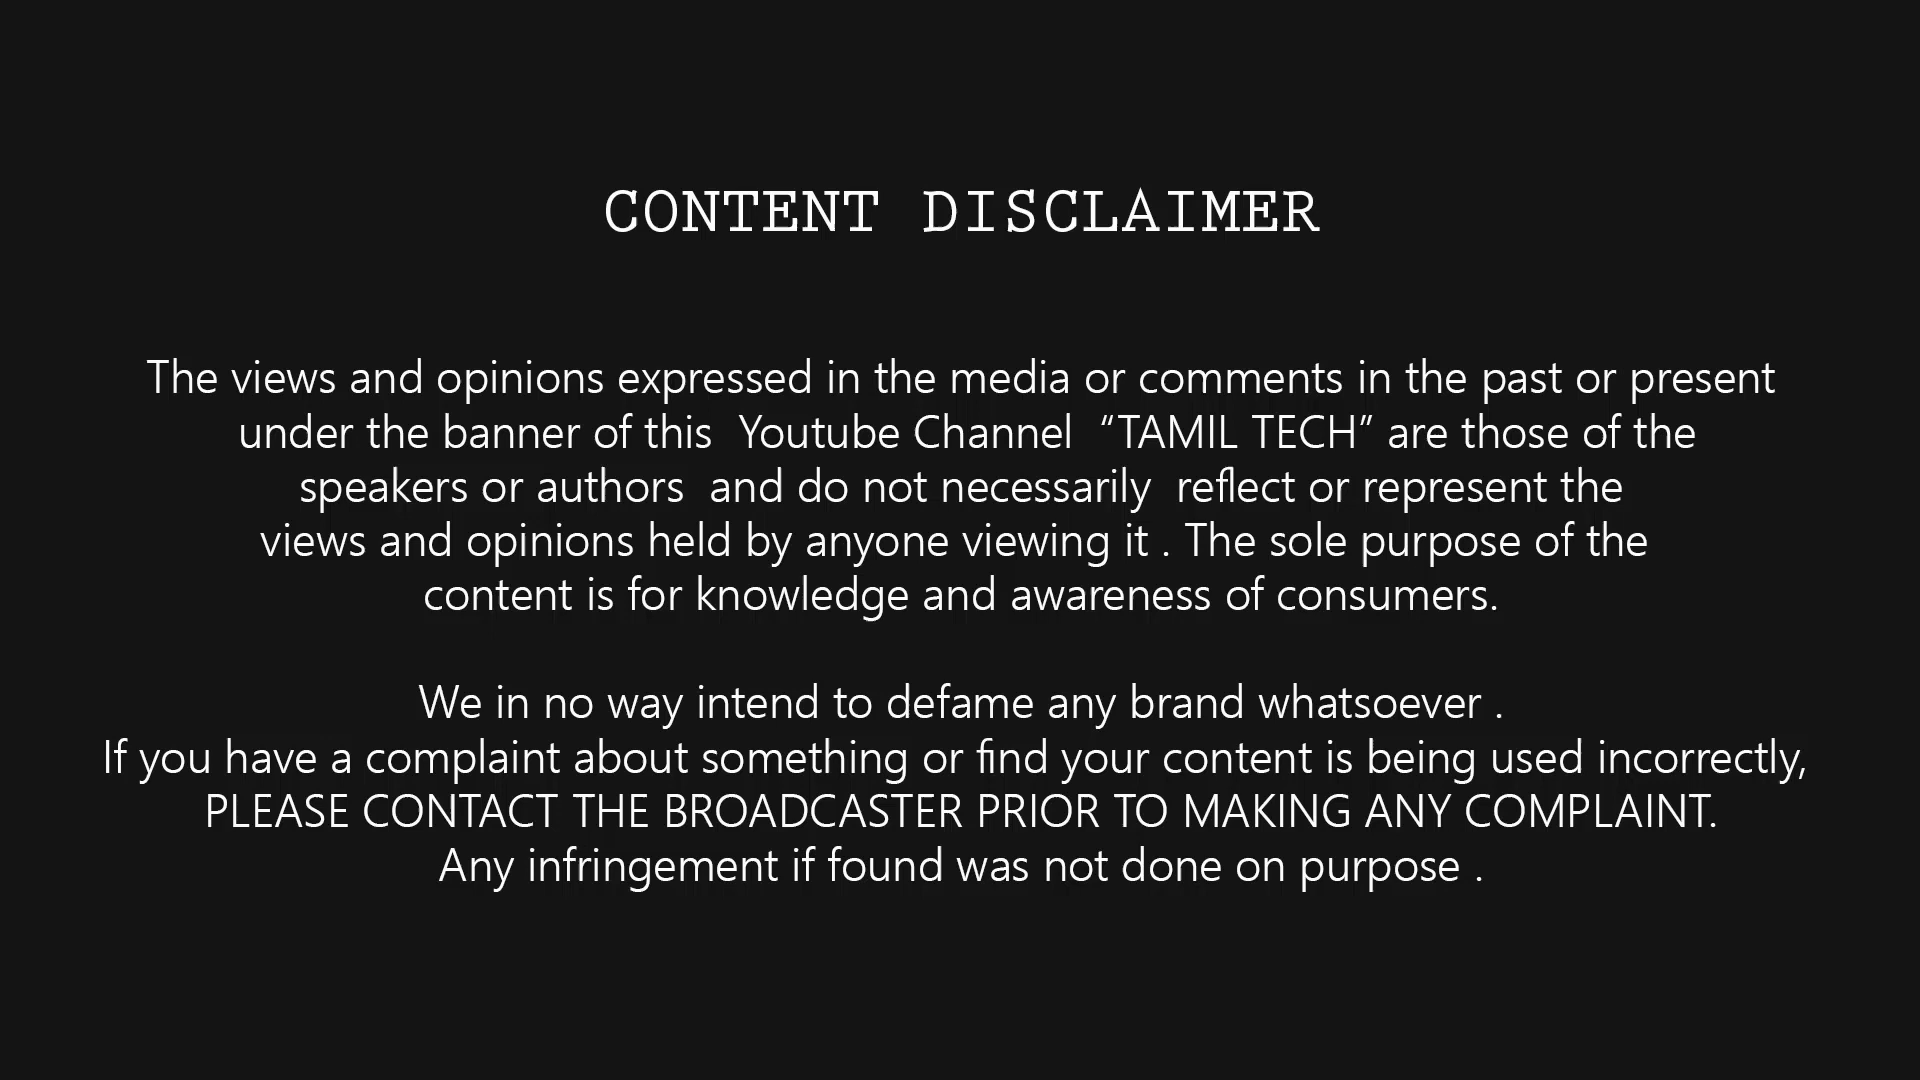 CONTENT DISCLAIMER
The views and opinions expressed in the media or comments in the past or present
under the banner of this  Youtube Channel  “TAMIL TECH” are those of the
speakers or authors  and do not necessarily  reflect or represent the
views and opinions held by anyone viewing it . The sole purpose of the
content is for knowledge and awareness of consumers.
We in no way intend to defame any brand whatsoever .
If you have a complaint about something or find your content is being used incorrectly,
PLEASE CONTACT THE BROADCASTER PRIOR TO MAKING ANY COMPLAINT.
Any infringement if found was not done on purpose .